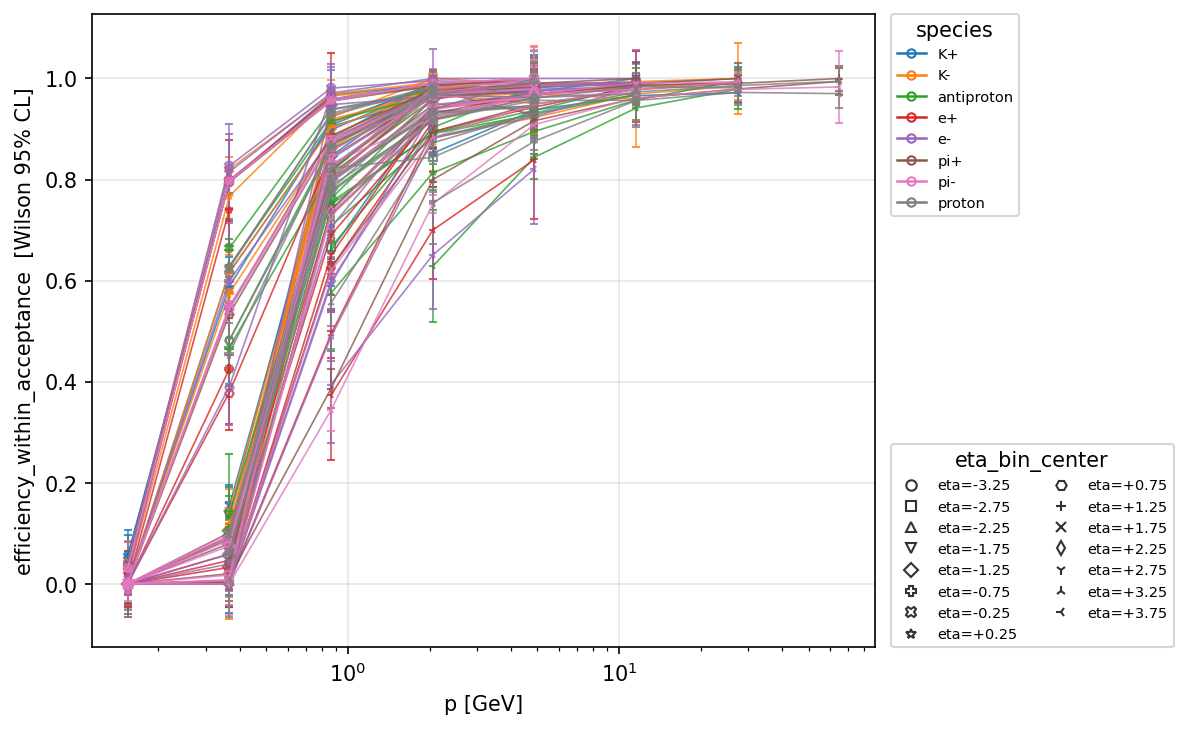 1.0
0.8
0.6
0.4
0.2
0.0
efficiency_within_acceptance [Wilson 95% CL]
10⁰
10¹
p [GeV]
species
K+
K-
antiproton
e+
e-
pi+
pi-
proton
eta_bin_center
eta=-3.25
eta=-2.75
eta=-2.25
eta=-1.75
eta=-1.25
eta=-0.75
eta=-0.25
eta=+0.25
eta=+0.75
eta=+1.25
eta=+1.75
eta=+2.25
eta=+2.75
eta=+3.25
eta=+3.75